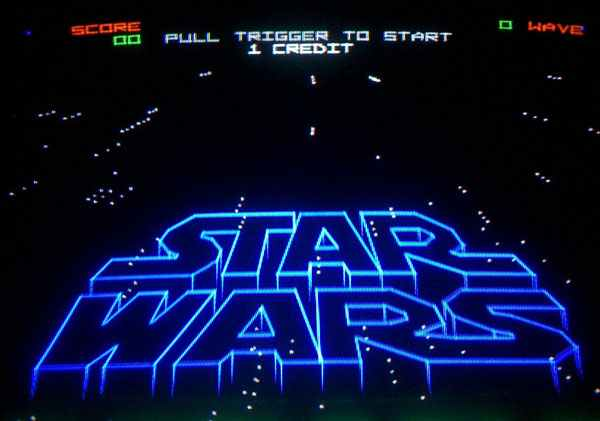 SCORE PULL TRIGGER TO START 0 WAVE
00 1 CREDIT
STAR
WARS